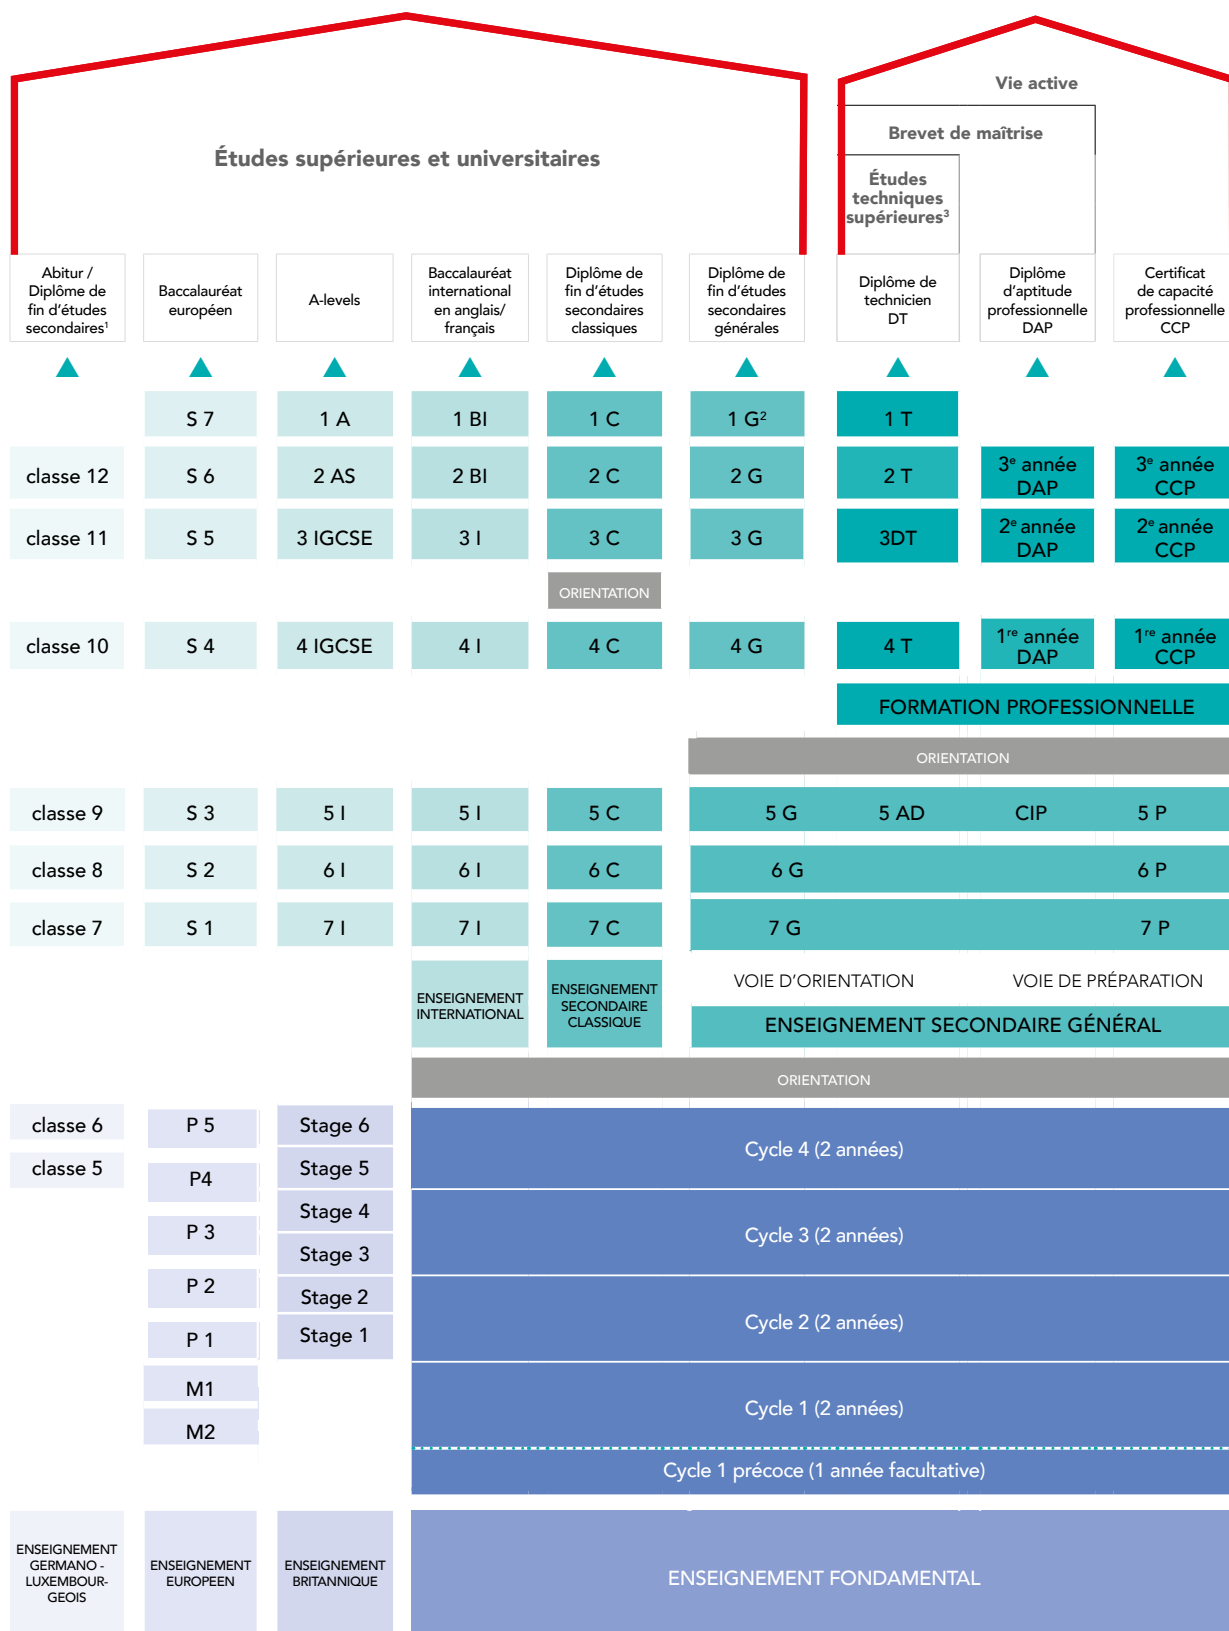 Vie active
Brevet de maîtrise
Études supérieures et universitaires
Études
techniques
supérieures³
Abitur /
Diplôme de
fin d'études
secondaires¹
Baccalauréat
européen
A-levels
Baccalauréat
international
en anglais/
français
Diplôme de
fin d'études
secondaires
classiques
Diplôme de
fin d'études
secondaires
générales
Diplôme de
technicien
DT
Diplôme
d'aptitude
professionnelle
DAP
Certificat
de capacité
professionnelle
CCP
S 7 1 A 1 BI 1 C 1 G² 1 T
classe 12 S 6 2 AS 2 BI 2 C 2 G 2 T
3e année
DAP
3e année
CCP
classe 11 S 5 3 IGCSE 3 I 3 C 3 G 3DT
2e année
DAP
2e année
CCP
ORIENTATION
classe 10 S 4 4 IGCSE 4 I 4 C 4 G 4 T
1re année
DAP
1re année
CCP
FORMATION PROFESSIONNELLE
ORIENTATION
classe 9 S 3 5 I 5 I 5 C 5 G 5 AD CIP 5 P
classe 8 S 2 6 I 6 I 6 C 6 G 6 P
classe 7 S 1 7 I 7 I 7 C 7 G 7 P
ENSEIGNEMENT
INTERNATIONAL
ENSEIGNEMENT
SECONDAIRE
CLASSIQUE
VOIE D'ORIENTATION VOIE DE PRÉPARATION
ENSEIGNEMENT SECONDAIRE GÉNÉRAL
ORIENTATION
classe 6 P 5 Stage 6
Cycle 4 (2 années)
classe 5 P4 Stage 5
Stage 4
P 3 Stage 3
Cycle 3 (2 années)
P 2 Stage 2
Cycle 2 (2 années)
P 1 Stage 1
M1
Cycle 1 (2 années)
M2
Cycle 1 précoce (1 année facultative)
ENSEIGNEMENT
GERMANO -
LUXEMBOUR-
GEOIS
ENSEIGNEMENT
EUROPEEN
ENSEIGNEMENT
BRITANNIQUE
ENSEIGNEMENT FONDAMENTAL